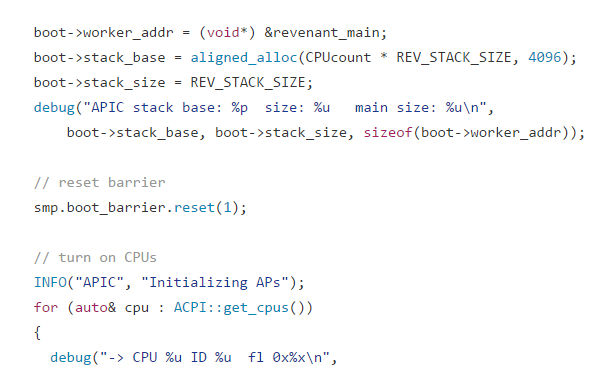 boot->worker_addr = (void*) &revenant_main;
boot->stack_base = aligned_alloc(CPUcount * REV_STACK_SIZE, 4096);
boot->stack_size = REV_STACK_SIZE;
debug("APIC stack base: %p  size: %u   main size: %u\n",
    boot->stack_base, boot->stack_size, sizeof(boot->worker_addr));

// reset barrier
smp.boot_barrier.reset(1);

// turn on CPUs
INFO("APIC", "Initializing APs");
for (auto& cpu : ACPI::get_cpus())
{
  debug("-> CPU %u ID %u  fl 0x%x\n",